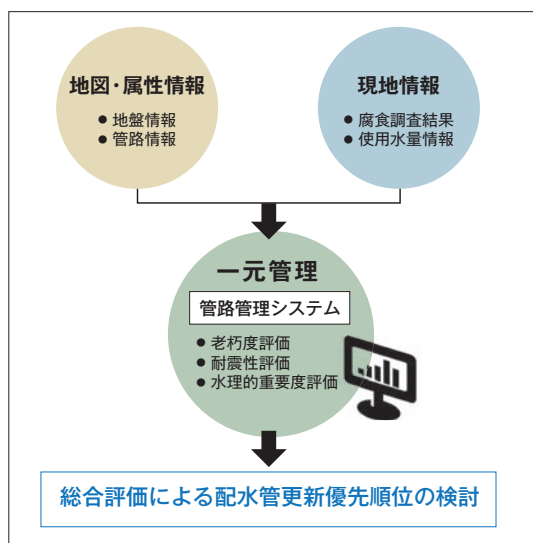 地図・属性情報
● 地盤情報
● 管路情報
現地情報
● 腐食調査結果
● 使用水量情報
一元管理
管路管理システム
● 老朽度評価
● 耐震性評価
● 水理的重要度評価
総合評価による配水管更新優先順位の検討